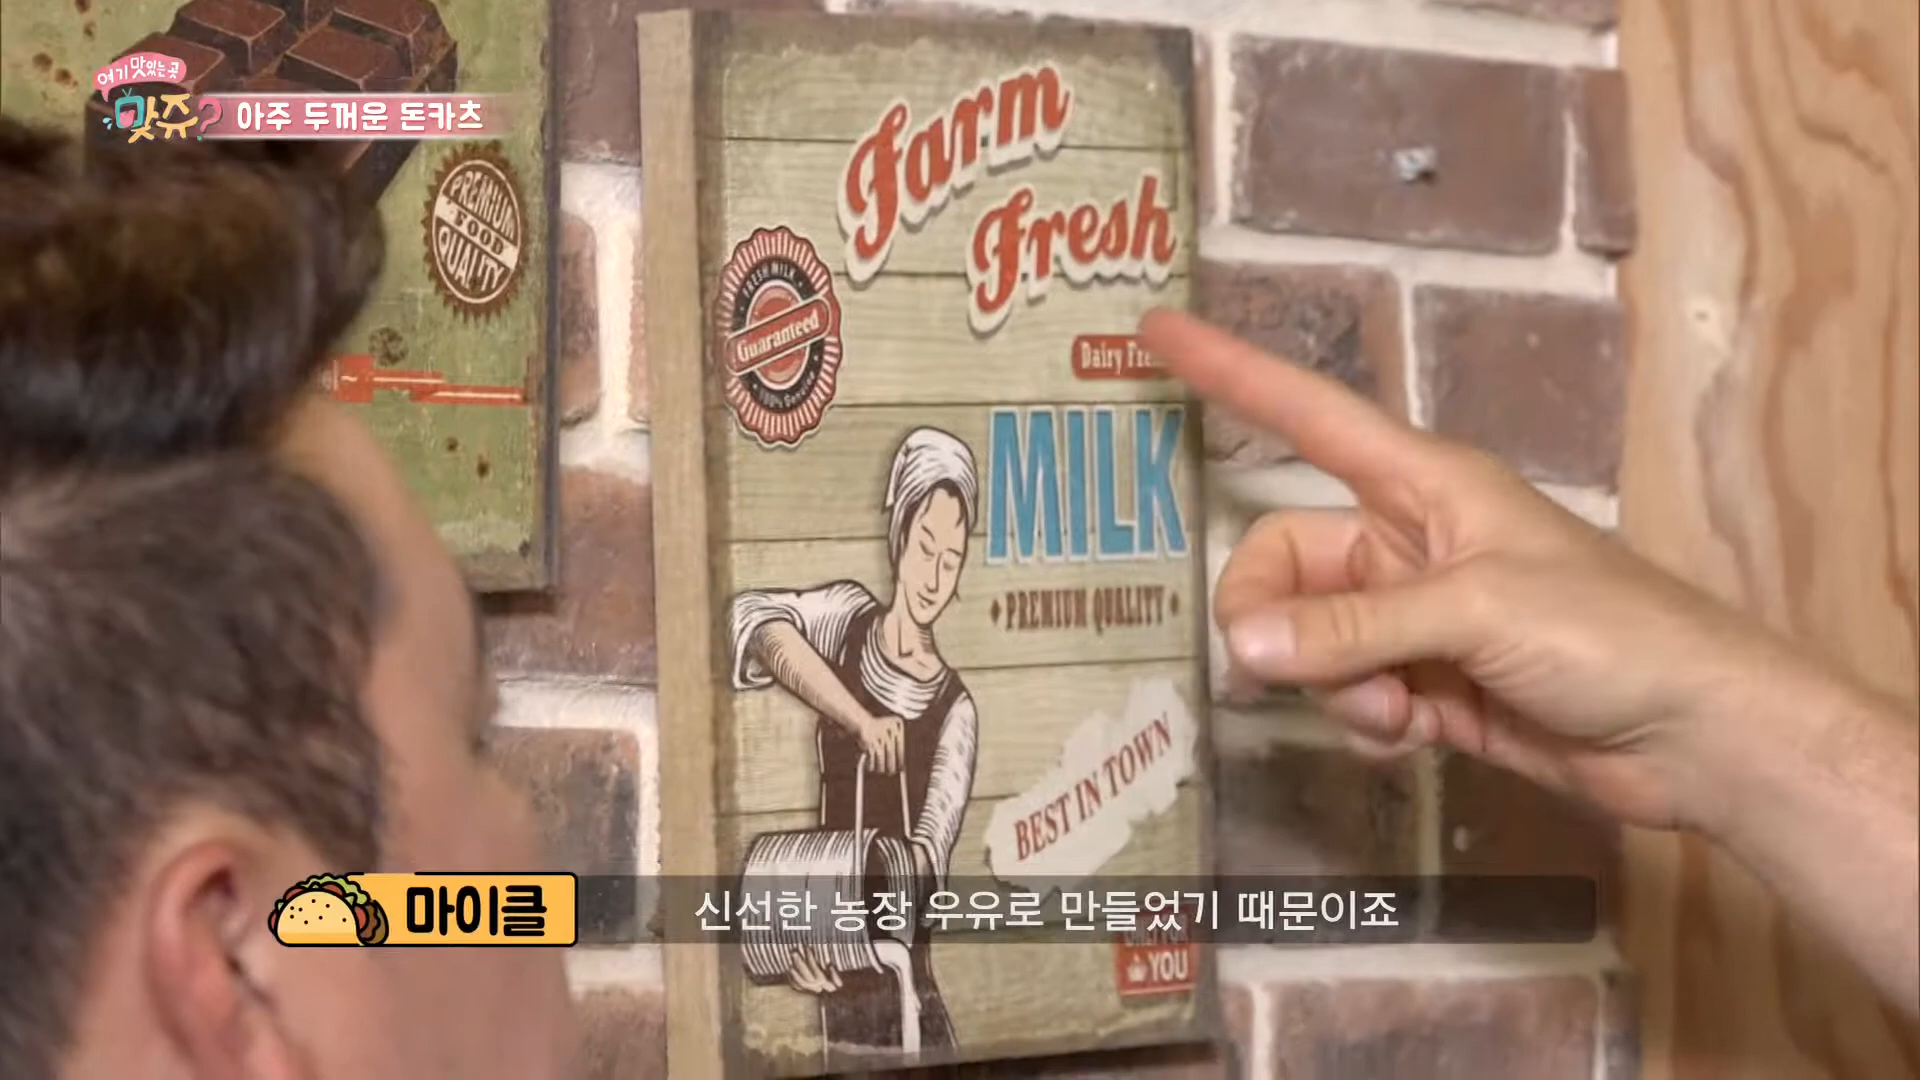 여기 맛있는 곳
맛쥬?
아주 두꺼운 돈카츠
PREMIUM
FOOD
QUALITY
Farm
Fresh
FRESH MILK
Guaranteed
100% Genuine
Dairy
MILK
PREMIUM QUALITY
BEST IN TOWN
마이클
신선한 농장 우유로 만들었기 때문이죠
YOU